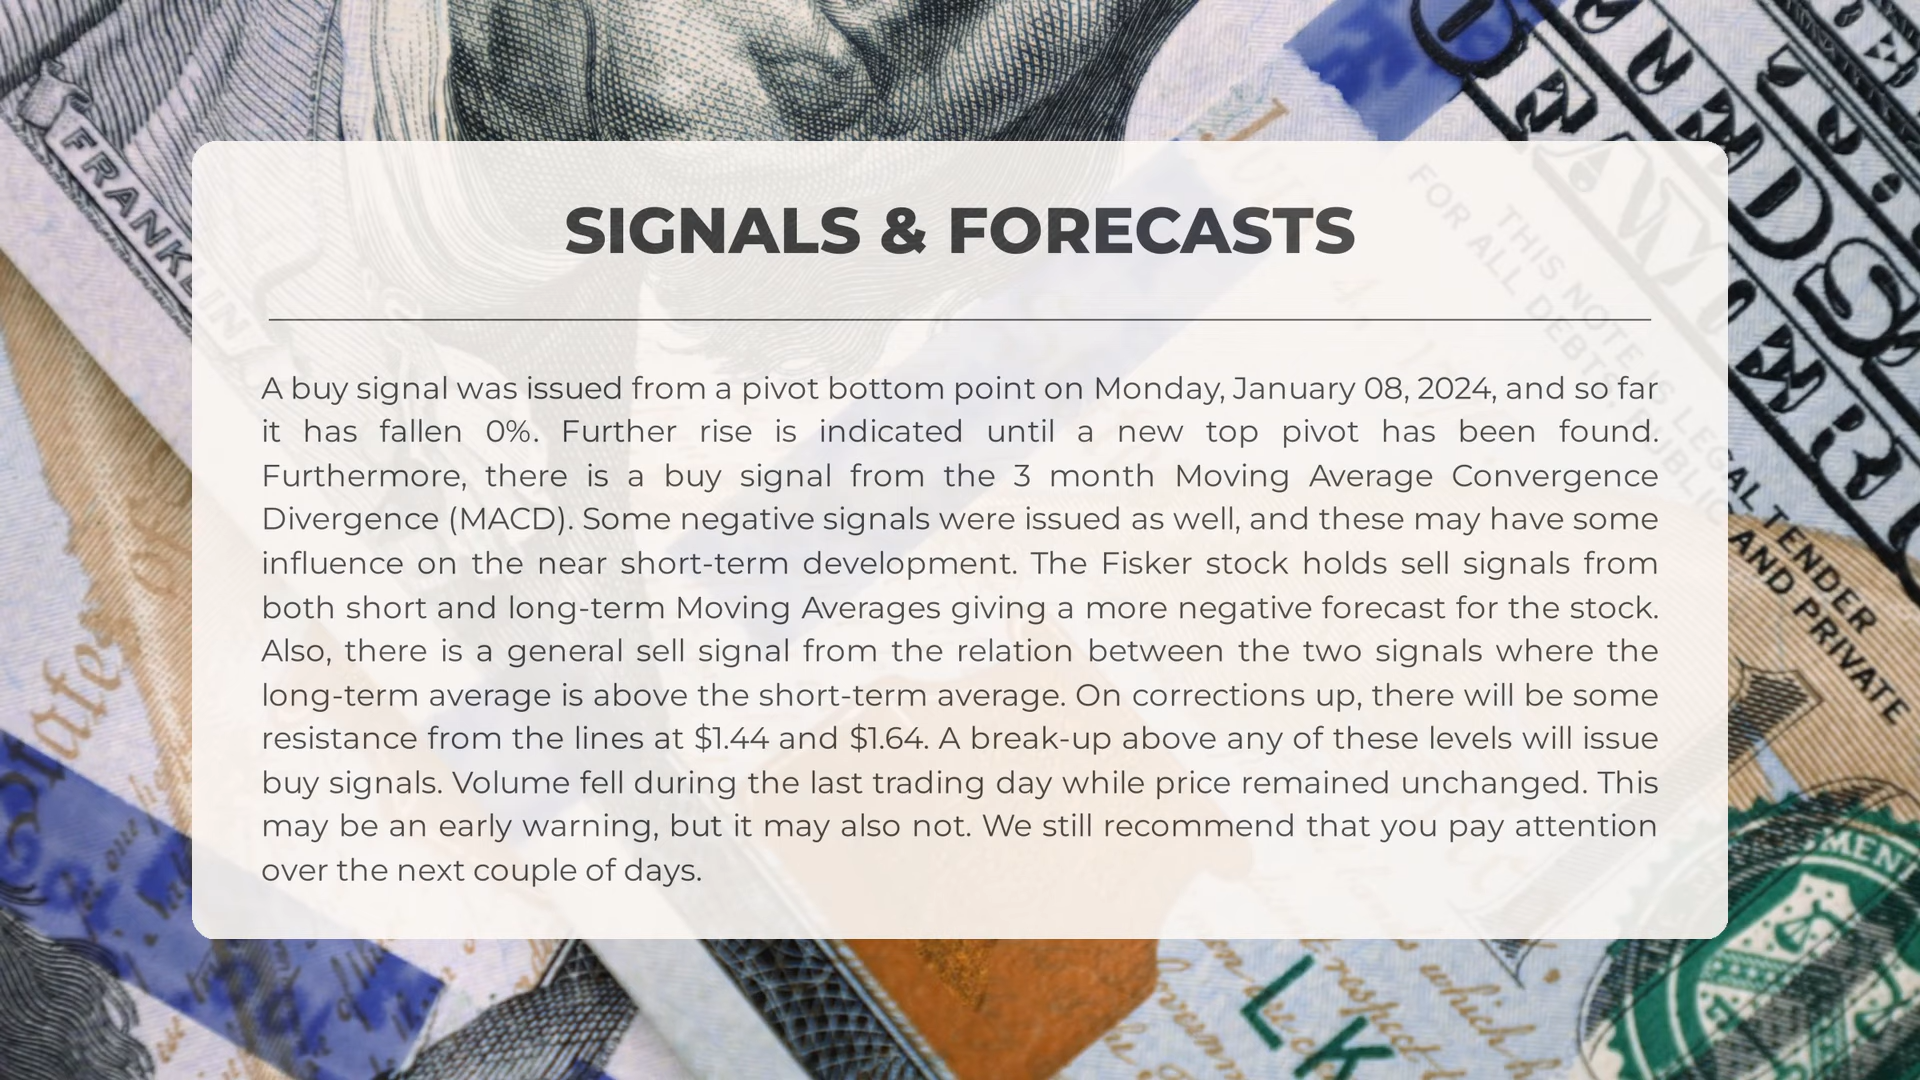 FRANKLIN
SIGNALS & FORECASTS
THIS NOTE IS LEGAL TENDER
FOR ALL DEBTS, PUBLIC AND PRIVATE
A buy signal was issued from a pivot bottom point on Monday, January 08, 2024, and so far
it has fallen 0%. Further rise is indicated until a new top pivot has been found.
Furthermore, there is a buy signal from the 3 month Moving Average Convergence
Divergence (MACD). Some negative signals were issued as well, and these may have some
influence on the near short-term development. The Fisker stock holds sell signals from
both short and long-term Moving Averages giving a more negative forecast for the stock.
Also, there is a general sell signal from the relation between the two signals where the
long-term average is above the short-term average. On corrections up, there will be some
resistance from the lines at $1.44 and $1.64. A break-up above any of these levels will issue
buy signals. Volume fell during the last trading day while price remained unchanged. This
may be an early warning, but it may also not. We still recommend that you pay attention
over the next couple of days.